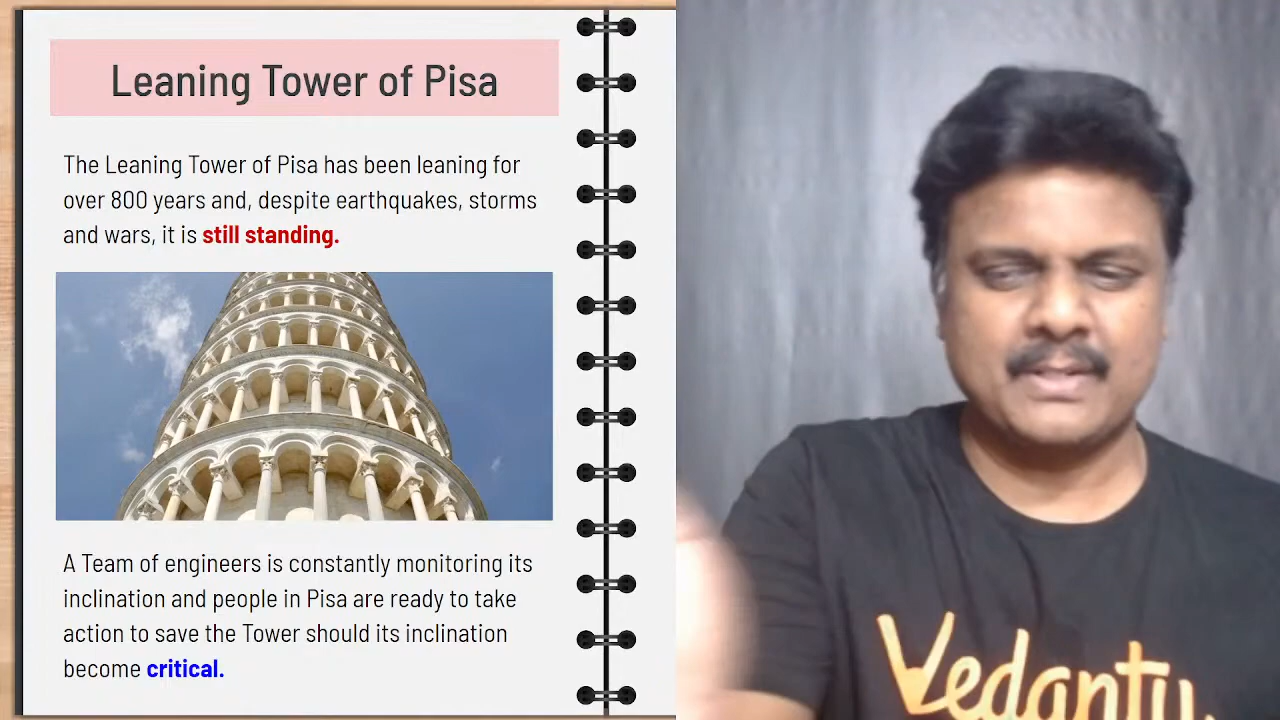 Leaning Tower of Pisa
The Leaning Tower of Pisa has been leaning for
over 800 years and, despite earthquakes, storms
and wars, it is still standing.
A Team of engineers is constantly monitoring its
inclination and people in Pisa are ready to take
action to save the Tower should its inclination
become critical.
Vedantu